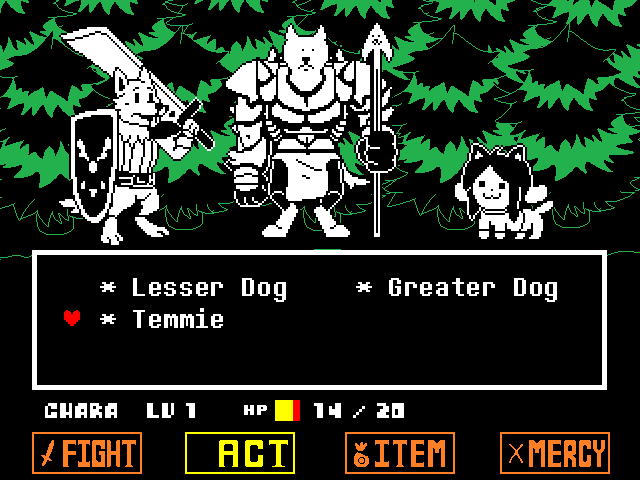 * Lesser Dog * Greater Dog
* Temmie
CHARA LV 1 HP 14 / 20
FIGHT ACT ITEM MERCY